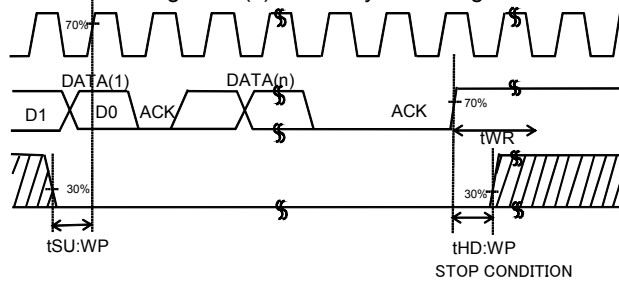 70%
DATA(1) DATA(n)
D1 D0 ACK ACK 70%
tWR
30% 30%
tSU:WP tHD:WP
STOP CONDITION